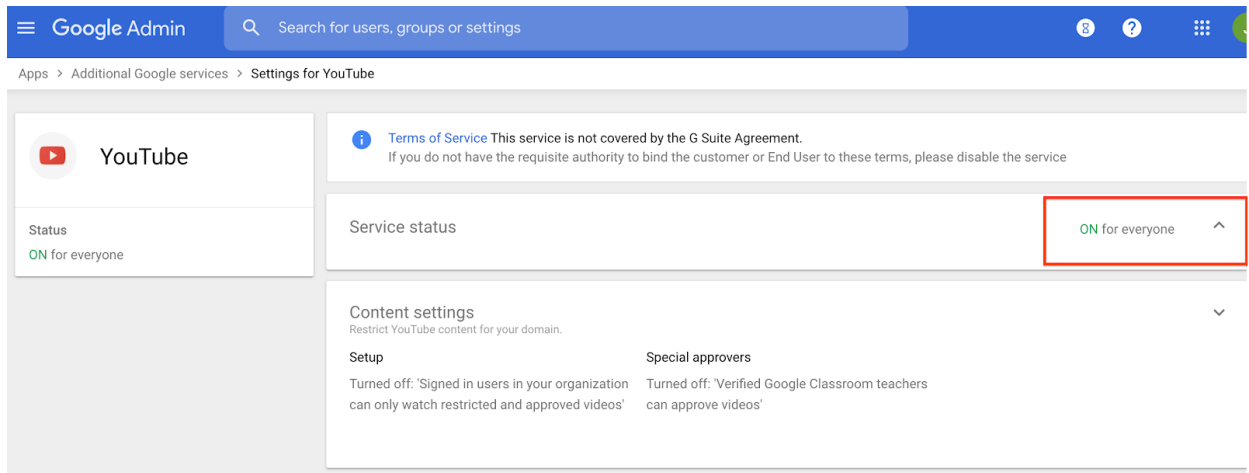 Google Admin
Search for users, groups or settings
Apps > Additional Google services > Settings for YouTube
YouTube
Status
ON for everyone
Terms of Service This service is not covered by the G Suite Agreement.
If you do not have the requisite authority to bind the customer or End User to these terms, please disable the service
Service status
ON for everyone
Content settings
Restrict YouTube content for your domain.
Setup
Turned off: 'Signed in users in your organization
can only watch restricted and approved videos'
Special approvers
Turned off: 'Verified Google Classroom teachers
can approve videos'